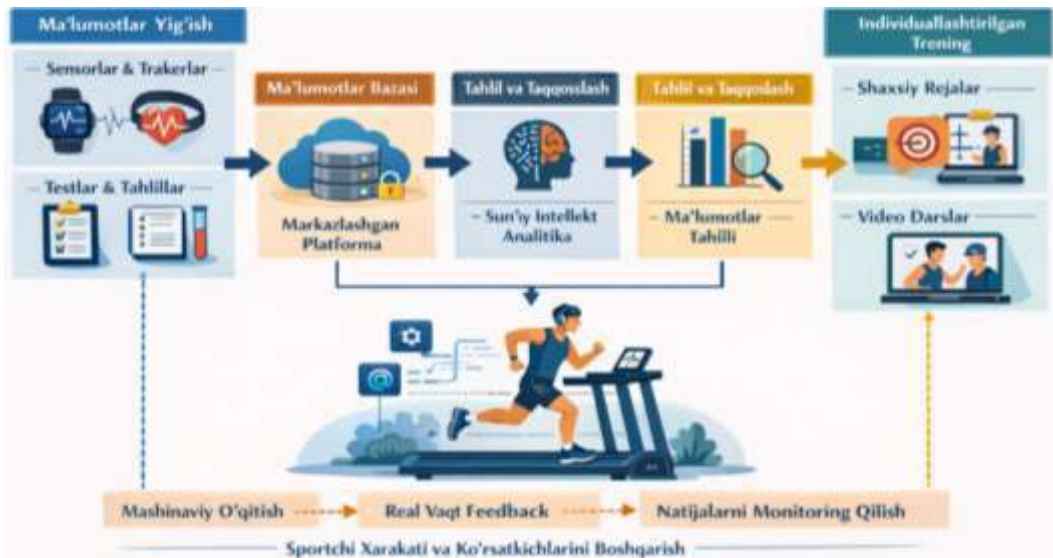 Ma'lumotlar Yig'ish
Sensorlar & Trakerlar
Testlar & Tahlillar
Ma'lumotlar Bazasi
Markazlashgan
Platforma
Tahlil va Taqqosslash
Sun'iy Intellekt
Analitika
Tahlil va Taqqoslash
Ma'lumotlar
Tahlili
Individuallashtirilgan
Trening
Shaxsiy Rejalar
Video Darslar
Mashinaviy O'qitish
Real Vaqt Feedback
Natijalarni Monitoring Qilish
Sportchi Xarakati va Ko'rsatkichlarini Boshqarish